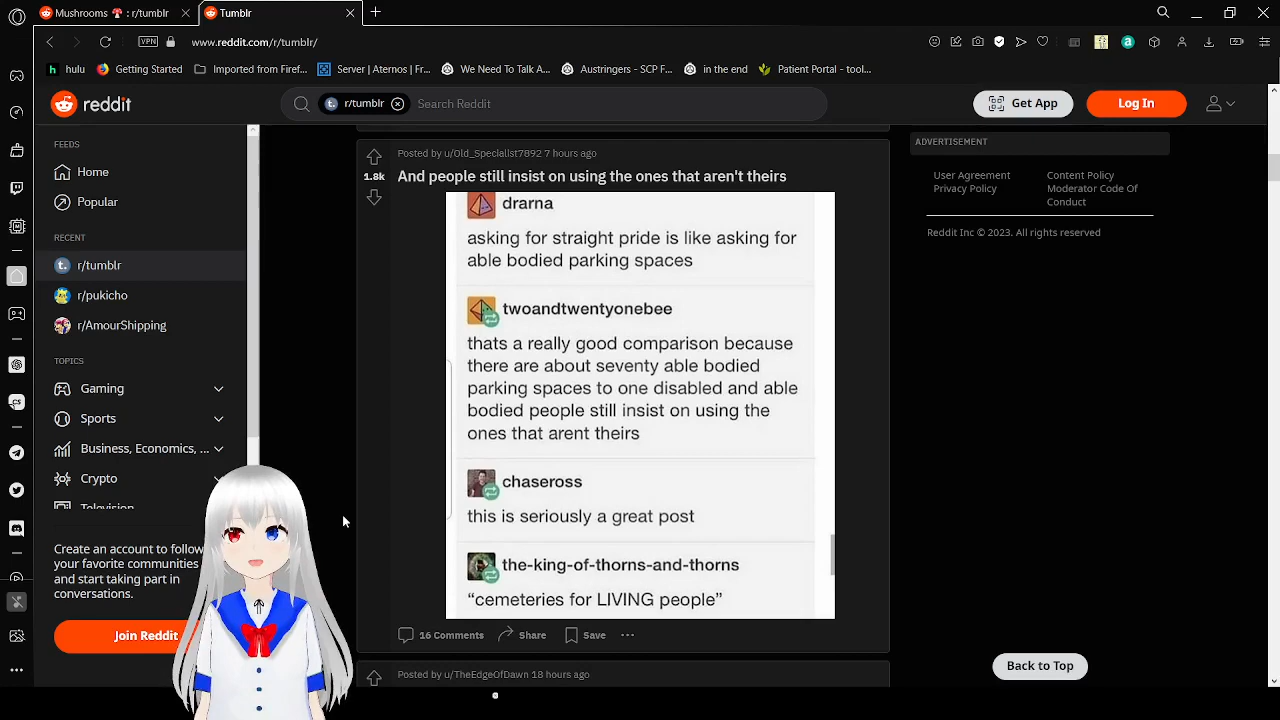 Mushrooms 🍄 : r/tumblr
Tumblr
VPN
www.reddit.com/r/tumblr/
hulu
Getting Started
Imported from Firef...
Server | Aternos | Fr...
We Need To Talk A...
Austringers - SCP F...
in the end
Patient Portal - tool...
reddit
r/tumblr
Search Reddit
Get App
Log In
FEEDS
Home
Popular
RECENT
r/tumblr
r/pukicho
r/AmourShipping
TOPICS
Gaming
Sports
Business, Economics, ...
Crypto
Television
Create an account to follow
your favorite communities
and start taking part in
conversations.
Join Reddit
Posted by u/Old_Specialist7892 7 hours ago
1.8k
And people still insist on using the ones that aren't theirs
drarna
asking for straight pride is like asking for
able bodied parking spaces
twoandtwentyonebee
thats a really good comparison because
there are about seventy able bodied
parking spaces to one disabled and able
bodied people still insist on using the
ones that arent theirs
chaseross
this is seriously a great post
the-king-of-thorns-and-thorns
“cemeteries for LIVING people”
16 Comments
Share
Save
Posted by u/TheEdgeOfDawn 18 hours ago
ADVERTISEMENT
User Agreement
Privacy Policy
Content Policy
Moderator Code Of
Conduct
Reddit Inc © 2023. All rights reserved
Back to Top